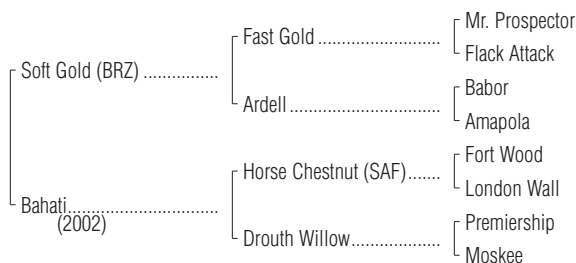 Mr. Prospector
Fast Gold
Flack Attack
Soft Gold (BRZ)
Babor
Ardell
Amapola
Fort Wood
Horse Chestnut (SAF)
London Wall
Bahati
(2002)
Premiership
Drouth Willow
Moskee